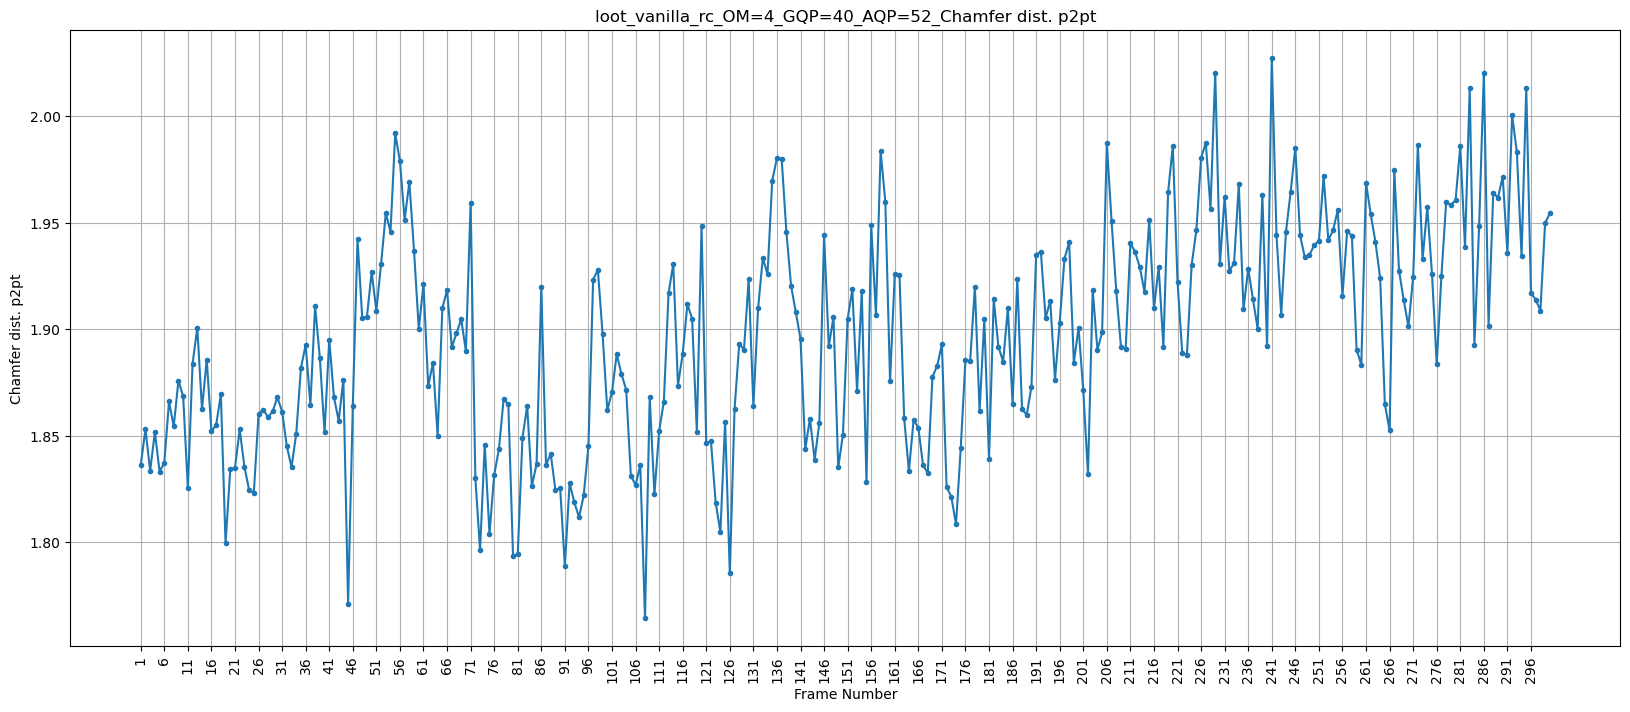 loot_vanilla_rc_OM=4_GQP=40_AQP=52_Chamfer dist. p2pt
Chamfer dist. p2pt
2.00
1.95
1.90
1.85
1.80
1 6 11 16 21 26 31 36 41 46 51 56 61 66 71 76 81 86 91 96 101 106 111 116 121 126 131 136 141 146 151 156 161 166 171 176 181 186 191 196 201 206 211 216 221 226 231 236 241 246 251 256 261 266 271 276 281 286 291 296
Frame Number